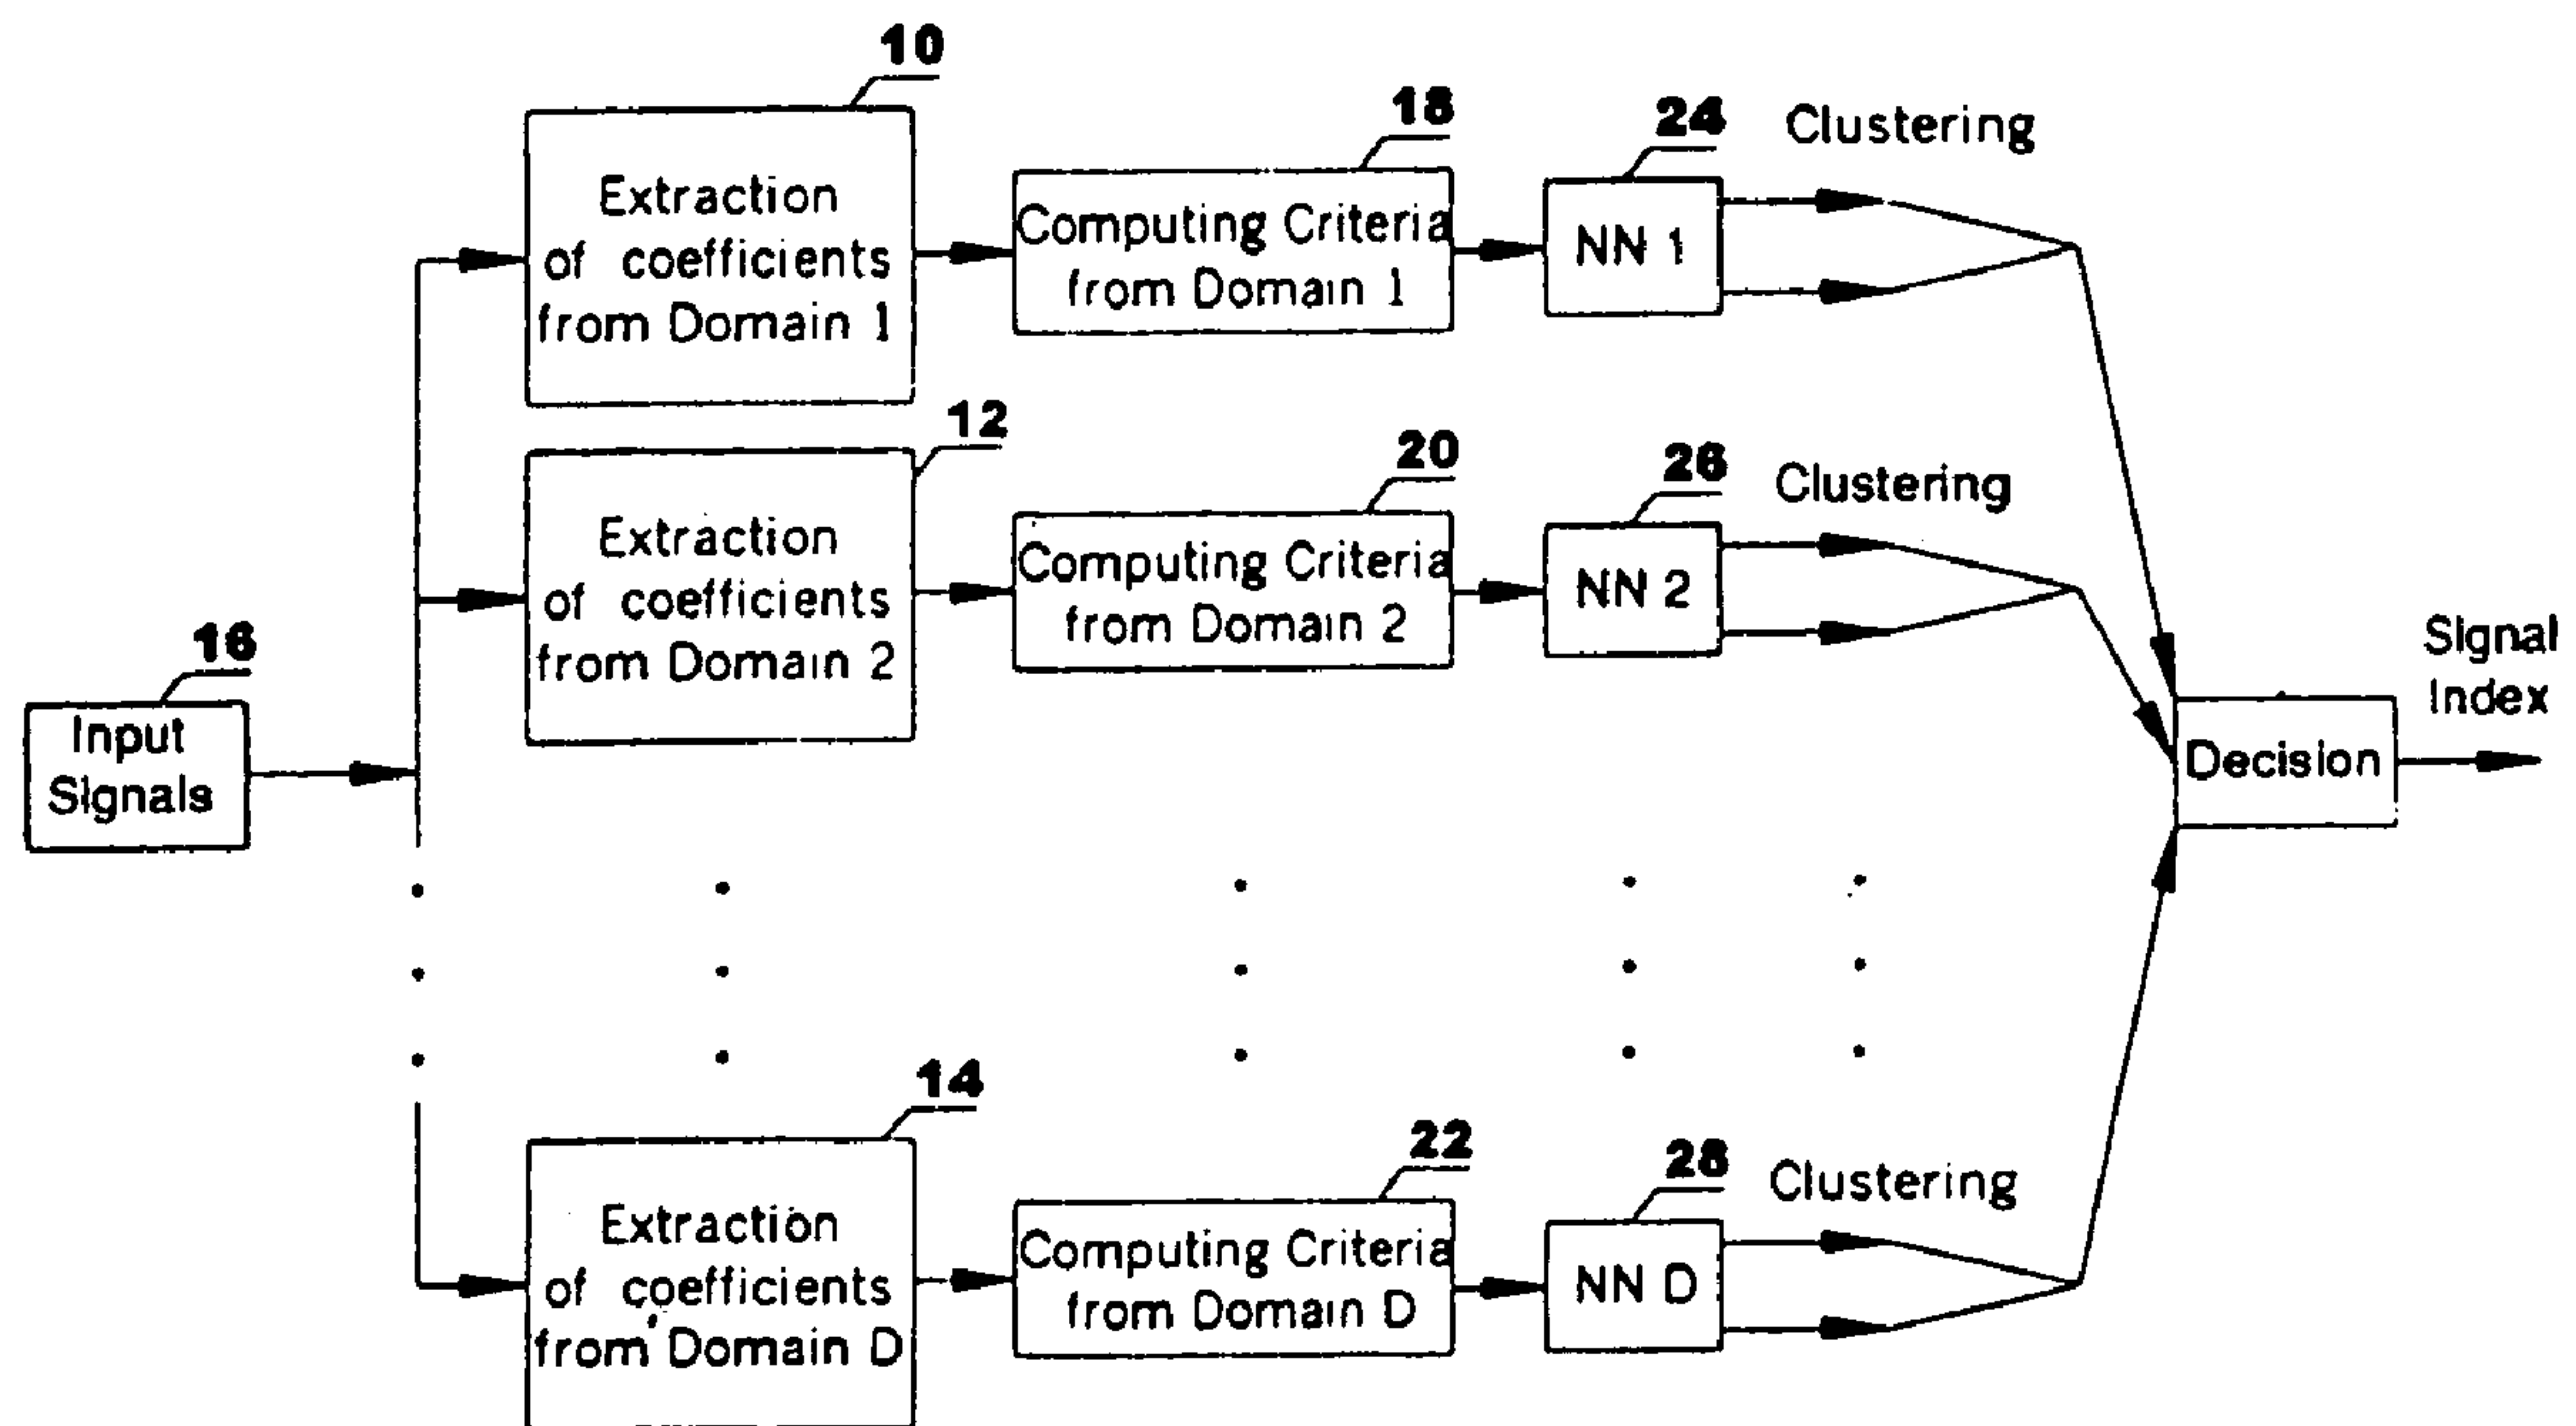 10
Extraction
of coefficients
from Domain 1
18
Computing Criteria
from Domain 1
24
NN 1
Clustering
12
Extraction
of coefficients
from Domain 2
20
Computing Criteria
from Domain 2
26
NN 2
Clustering
16
Input
Signals
Decision
Signal
Index
14
Extraction
of coefficients
from Domain D
22
Computing Criteria
from Domain D
28
NN D
Clustering